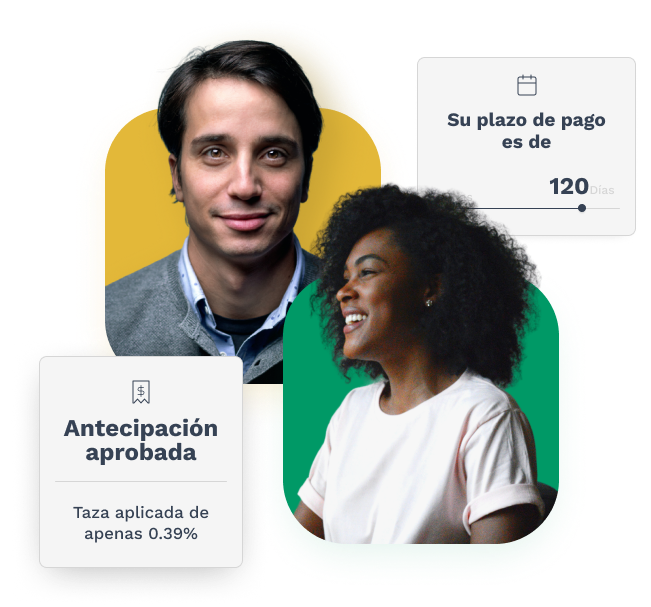 Su plazo de pago
es de
120 Días
Antecipación
aprobada
Taza aplicada de
apenas 0.39%